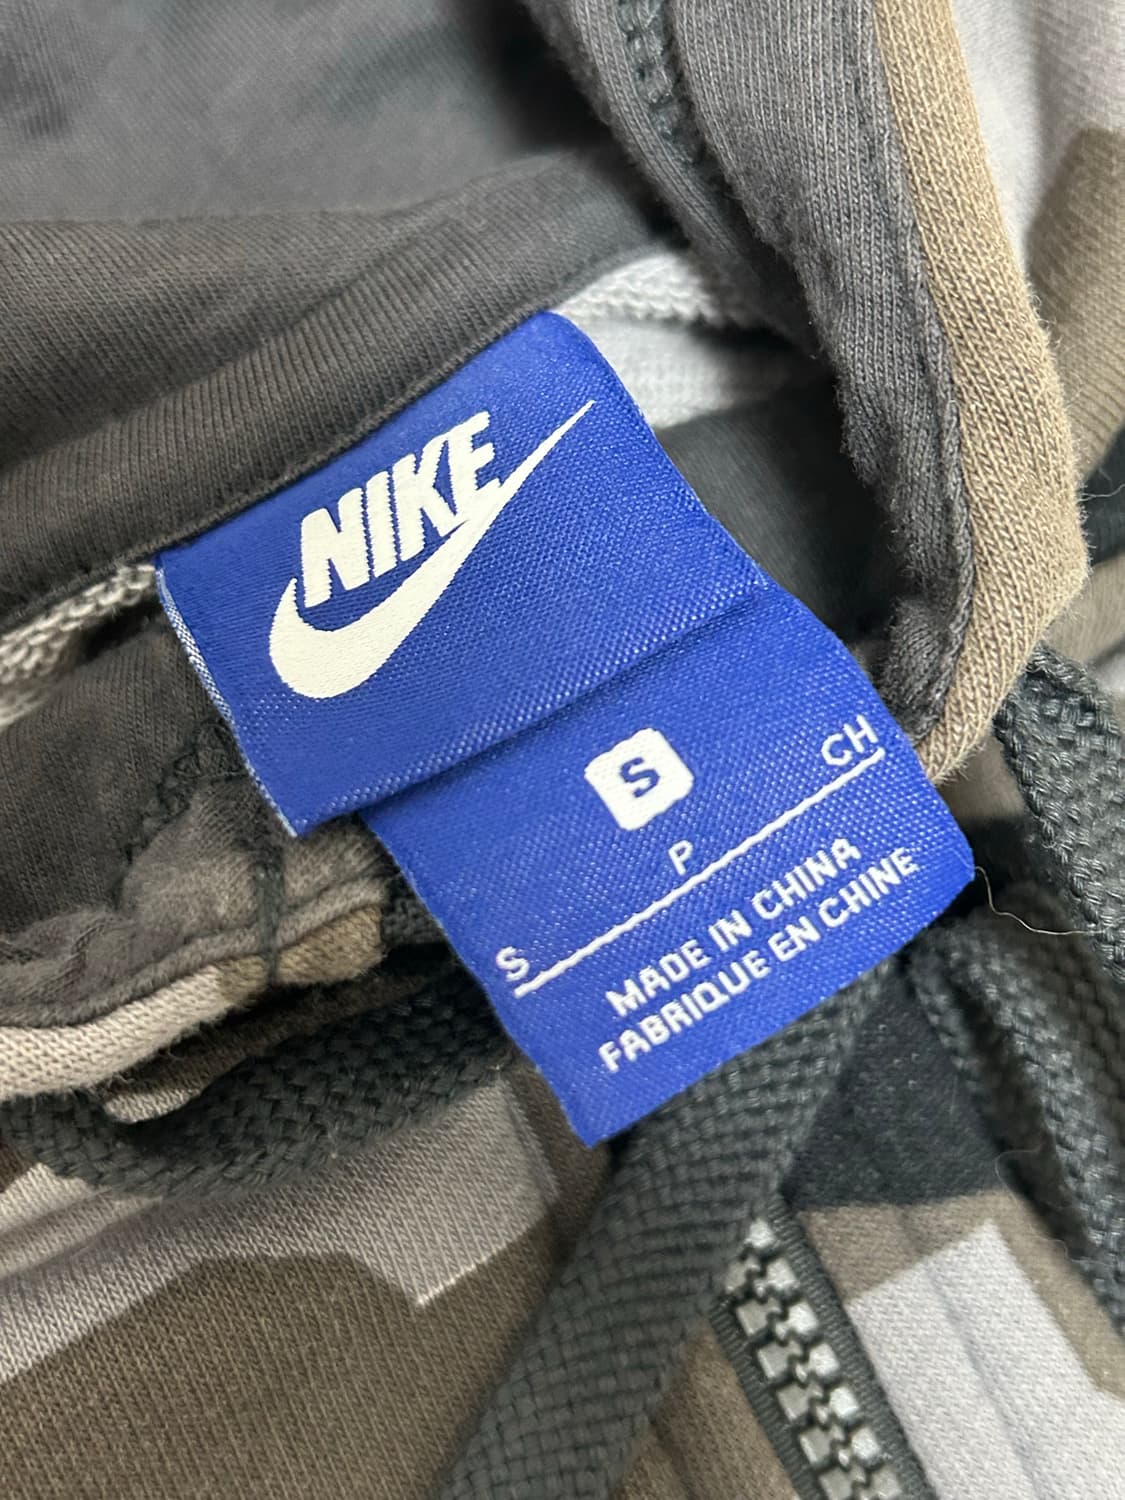 NIKE
S
P
S CH
MADE IN CHINA
FABRIQUE EN CHINE